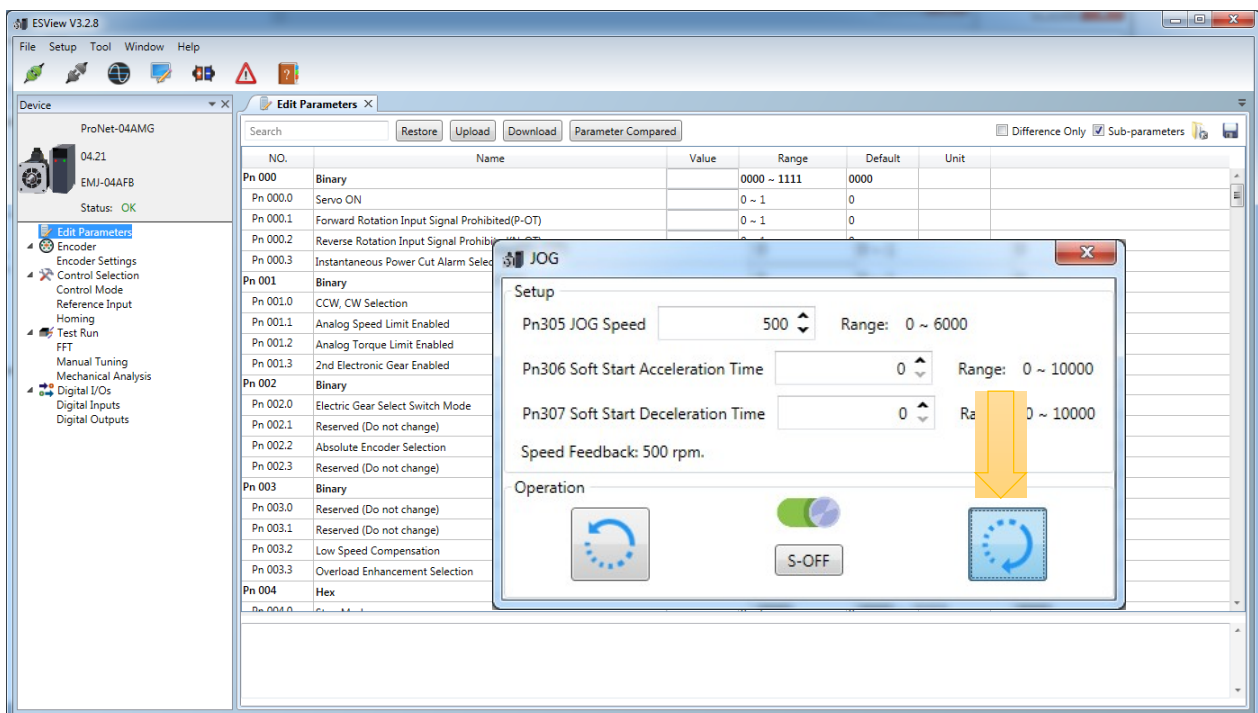 ESView V3.2.8
File Setup Tool Window Help
Device
Edit Parameters
ProNet-04AMG
04.21
EMJ-04AFB
Status: OK
Edit Parameters
Encoder
Encoder Settings
Control Selection
Control Mode
Reference Input
Homing
Test Run
FFT
Manual Tuning
Mechanical Analysis
Digital I/Os
Digital Inputs
Digital Outputs
Search Restore Upload Download Parameter Compared Difference Only Sub-parameters
NO. Name Value Range Default Unit
Pn 000 Binary 0000 ~ 1111 0000
Pn 000.0 Servo ON 0 ~ 1 0
Pn 000.1 Forward Rotation Input Signal Prohibited(P-OT) 0 ~ 1 0
Pn 000.2 Reverse Rotation Input Signal
Pn 000.3 Instantaneous Power Cut Alarm
Pn 001 Binary
Pn 001.0 CCW, CW Selection
Pn 001.1 Analog Speed Limit Enabled
Pn 001.2 Analog Torque Limit Enabled
Pn 001.3 2nd Electronic Gear Enabled
Pn 002 Binary
Pn 002.0 Electric Gear Select Switch Mode
Pn 002.1 Reserved (Do not change)
Pn 002.2 Absolute Encoder Selection
Pn 002.3 Reserved (Do not change)
Pn 003 Binary
Pn 003.0 Reserved (Do not change)
Pn 003.1 Reserved (Do not change)
Pn 003.2 Low Speed Compensation
Pn 003.3 Overload Enhancement Selection
Pn 004 Hex
JOG
Setup
Pn305 JOG Speed 500 Range: 0 ~ 6000
Pn306 Soft Start Acceleration Time 0 Range: 0 ~ 10000
Pn307 Soft Start Deceleration Time 0 0 ~ 10000
Speed Feedback: 500 rpm.
Operation
S-OFF